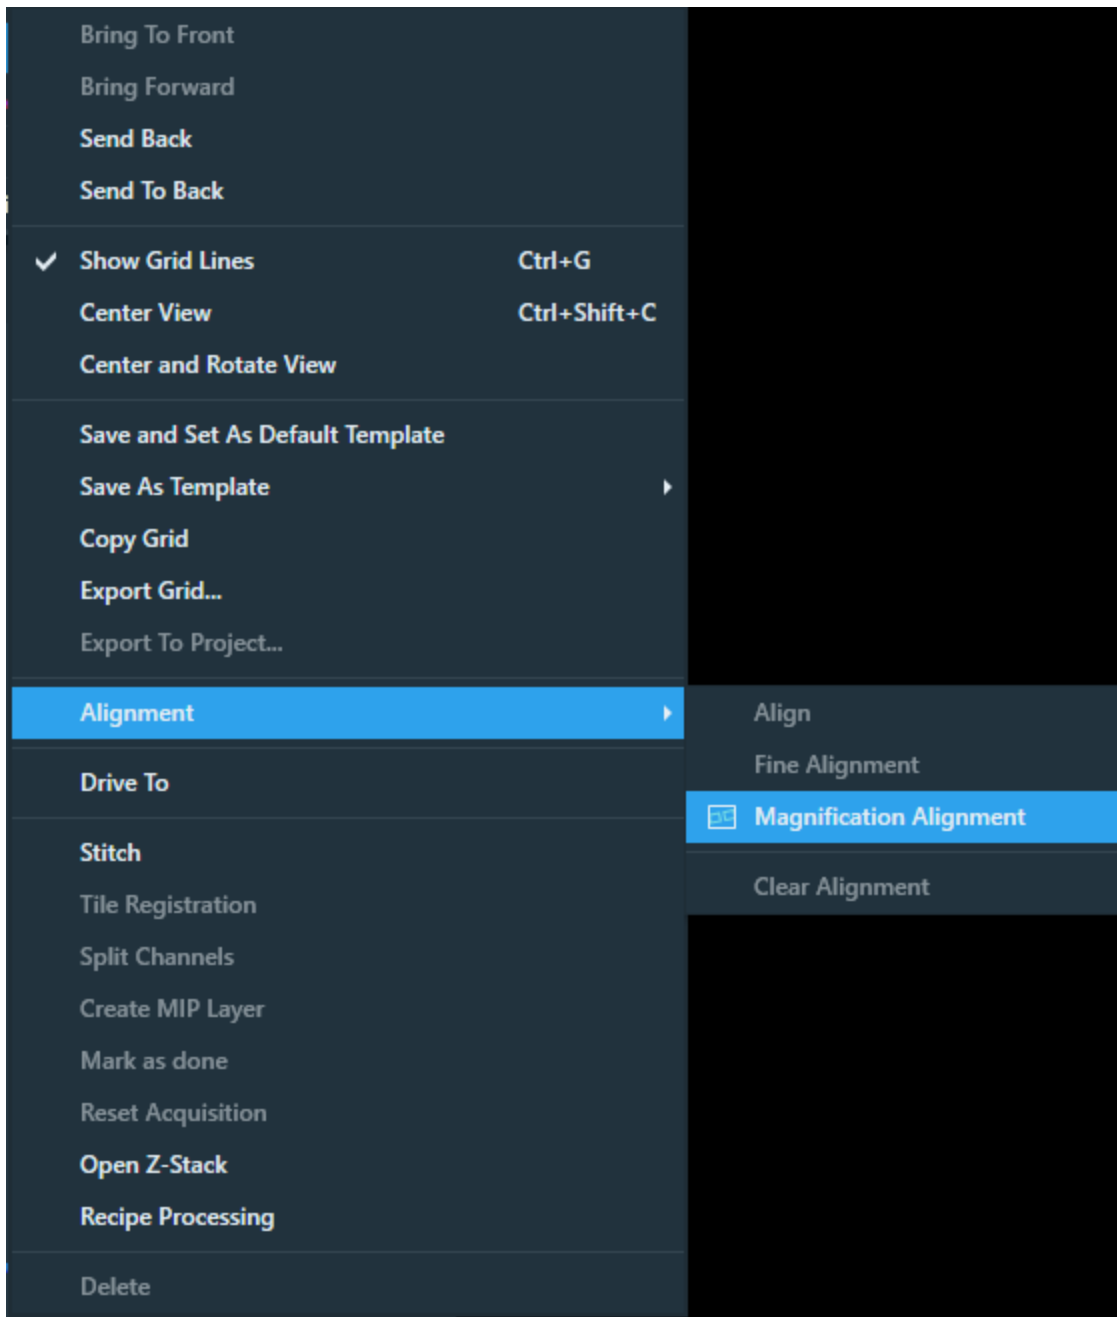 Bring To Front
Bring Forward
Send Back
Send To Back
Show Grid Lines Ctrl+G
Center View Ctrl+Shift+C
Center and Rotate View
Save and Set As Default Template
Save As Template
Copy Grid
Export Grid...
Export To Project...
Alignment
Align
Fine Alignment
Magnification Alignment
Clear Alignment
Drive To
Stitch
Tile Registration
Split Channels
Create MIP Layer
Mark as done
Reset Acquisition
Open Z-Stack
Recipe Processing
Delete